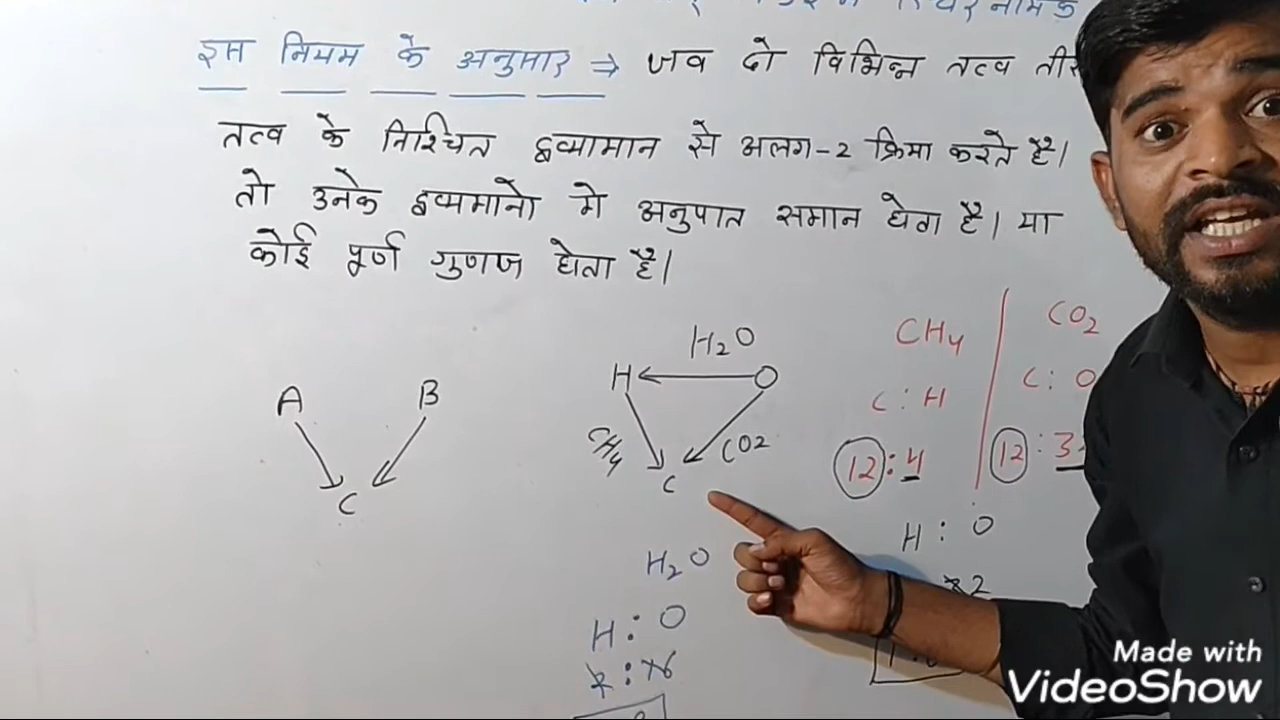 इस नियम के अनुसार ⇒ जब दो विभिन्न तत्व
तत्व के निश्चित द्रव्यामान से अलग-2 क्रिया करते है।
तो उनके द्रव्यमानो मे अनुपात समान होता है। या
कोई पूर्ण गुणज होता है।
A B
C
H2O
H O
CH4 CO2
C
CH4 CO2
C : H C : O
12 : 4 12 :
H : O
H2O
H : O
Made with
VideoShow